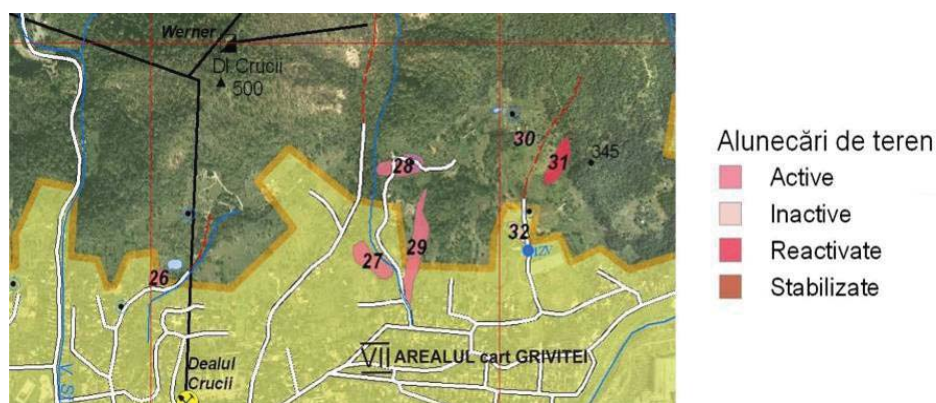 Werner
Dl. Crucii
500
28
30
31
345
29
32
IZV
27
26
VII AREALUL cart GRIVITEI
Dealul
Crucii
Alunecări de teren
Active
Inactive
Reactivate
Stabilizate